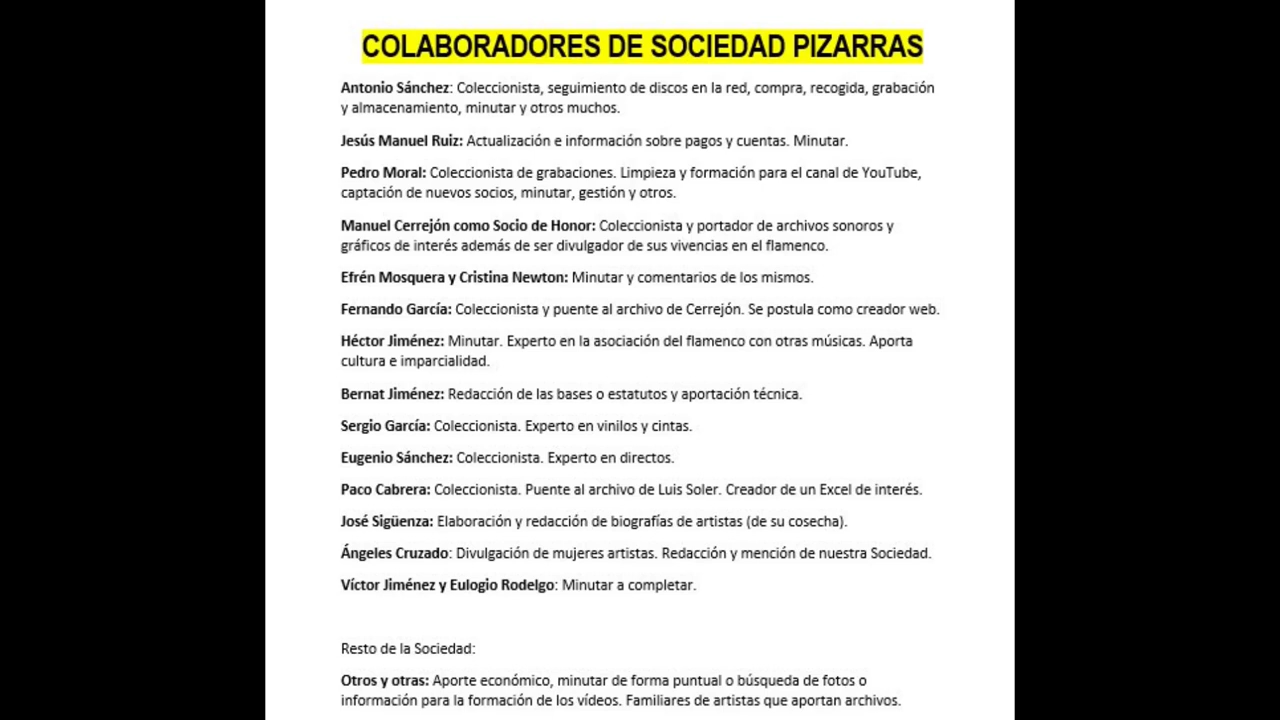 COLABORADORES DE SOCIEDAD PIZARRAS
Antonio Sánchez: Coleccionista, seguimiento de discos en la red, compra, recogida, grabación
y almacenamiento, minutar y otros muchos.
Jesús Manuel Ruiz: Actualización e información sobre pagos y cuentas. Minutar.
Pedro Moral: Coleccionista de grabaciones. Limpieza y formación para el canal de YouTube,
captación de nuevos socios, minutar, gestión y otros.
Manuel Cerrejón como Socio de Honor: Coleccionista y portador de archivos sonoros y
gráficos de interés además de ser divulgador de sus vivencias en el flamenco.
Efrén Mosquera y Cristina Newton: Minutar y comentarios de los mismos.
Fernando García: Coleccionista y puente al archivo de Cerrejón. Se postula como creador web.
Héctor Jiménez: Minutar. Experto en la asociación del flamenco con otras músicas. Aporta
cultura e imparcialidad.
Bernat Jiménez: Redacción de las bases o estatutos y aportación técnica.
Sergio García: Coleccionista. Experto en vinilos y cintas.
Eugenio Sánchez: Coleccionista. Experto en directos.
Paco Cabrera: Coleccionista. Puente al archivo de Luis Soler. Creador de un Excel de interés.
José Sigüenza: Elaboración y redacción de biografías de artistas (de su cosecha).
Ángeles Cruzado: Divulgación de mujeres artistas. Redacción y mención de nuestra Sociedad.
Víctor Jiménez y Eulogio Rodelgo: Minutar a completar.
Resto de la Sociedad:
Otros y otras: Aporte económico, minutar de forma puntual o búsqueda de fotos o
información para la formación de los vídeos. Familiares de artistas que aportan archivos.